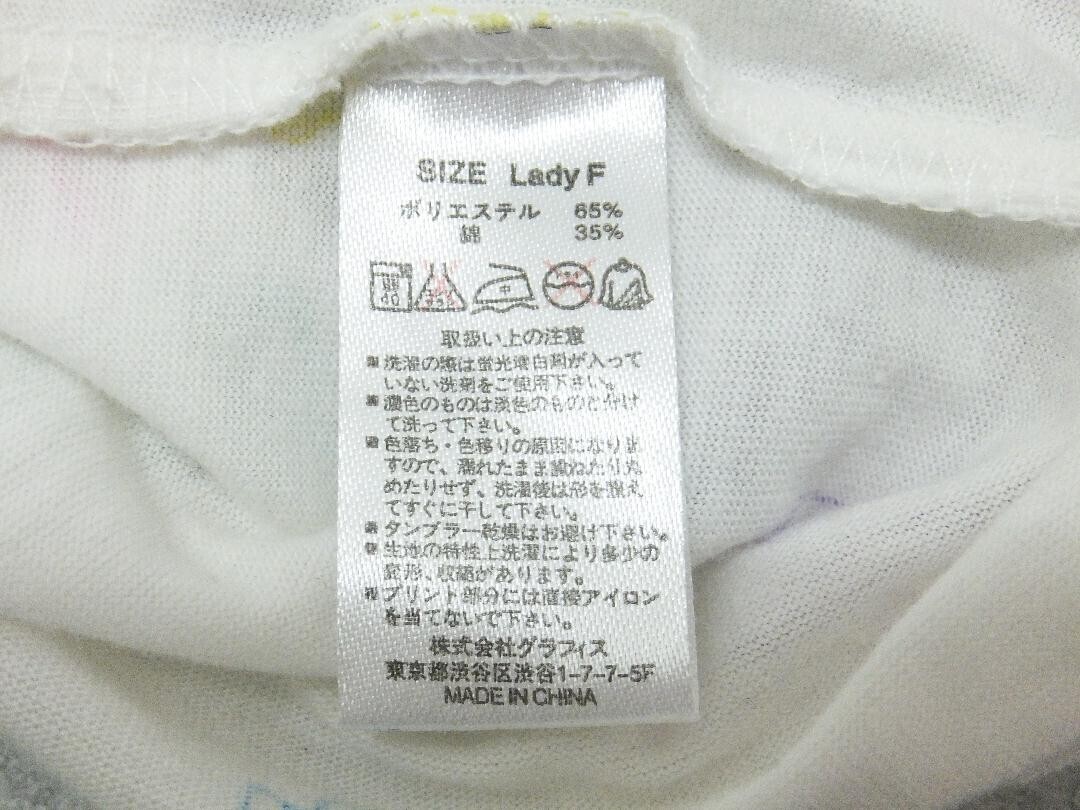 SIZE Lady F
ポリエステル 65%
綿 35%
40
取扱い上の注意
洗濯の際は蛍光増白剤が入って
いない洗剤をご使用下さい。
濃色のものは淡色のものと分け
て洗って下さい。
色落ち・色移りの原因になりま
すので、濡れたまま重ねたりぬ
めたりせず、洗濯後は形を整え
てすぐに干して下さい。
タンブラー乾燥はお避け下さい。
生地の特性上洗濯により多少の
変形、収縮があります。
プリント部分には直接アイロン
を当てないで下さい。
株式会社グラフィス
東京都渋谷区渋谷1-7-7-5F
MADE IN CHINA